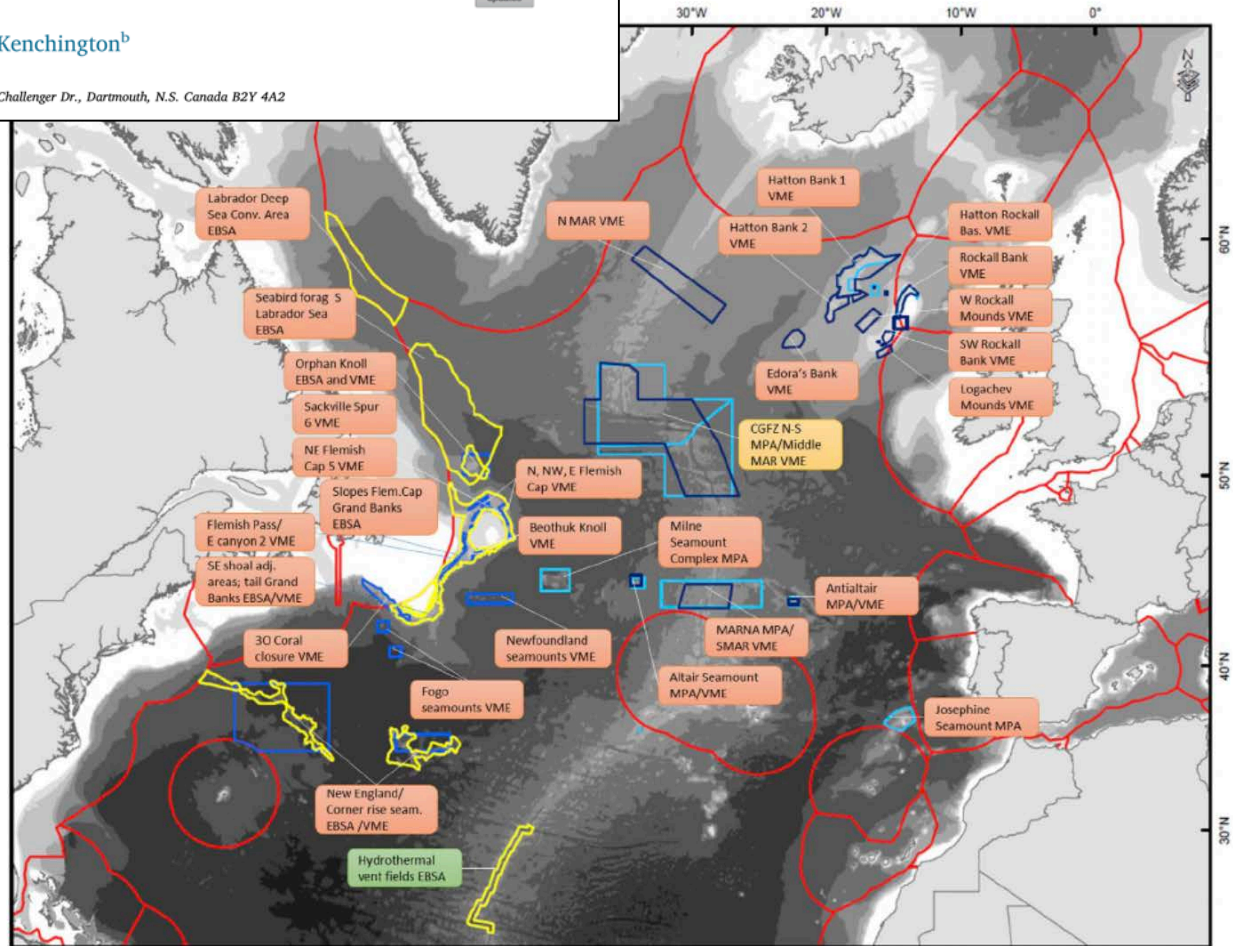 Kenchington^b
Challenger Dr., Dartmouth, N.S. Canada B2Y 4A2
30°W
20°W
10°W
0°
N
60°N
50°N
40°N
30°N
Labrador Deep
Sea Conv. Area
EBSA
Seabird forag S
Labrador Sea
EBSA
Orphan Knoll
EBSA and VME
Sackville Spur
6 VME
NE Flemish
Cap 5 VME
Slopes Flem.Cap
Grand Banks
EBSA
Flemish Pass/
E canyon 2 VME
SE shoal adj.
areas; tail Grand
Banks EBSA/VME
3O Coral
closure VME
Fogo
seamounts VME
New England/
Corner rise seam.
EBSA /VME
Hydrothermal
vent fields EBSA
N MAR VME
N, NW, E Flemish
Cap VME
Beothuk Knoll
VME
Newfoundland
seamounts VME
Milne
Seamount
Complex MPA
Altair Seamount
MPA/VME
MARNA MPA/
SMAR VME
Antialtair
MPA/VME
Josephine
Seamount MPA
CGFZ N-S
MPA/Middle
MAR VME
Hatton Bank 1
VME
Hatton Bank 2
VME
Edora's Bank
VME
Hatton Rockall
Bas. VME
Rockall Bank
VME
W Rockall
Mounds VME
SW Rockall
Bank VME
Logachev
Mounds VME